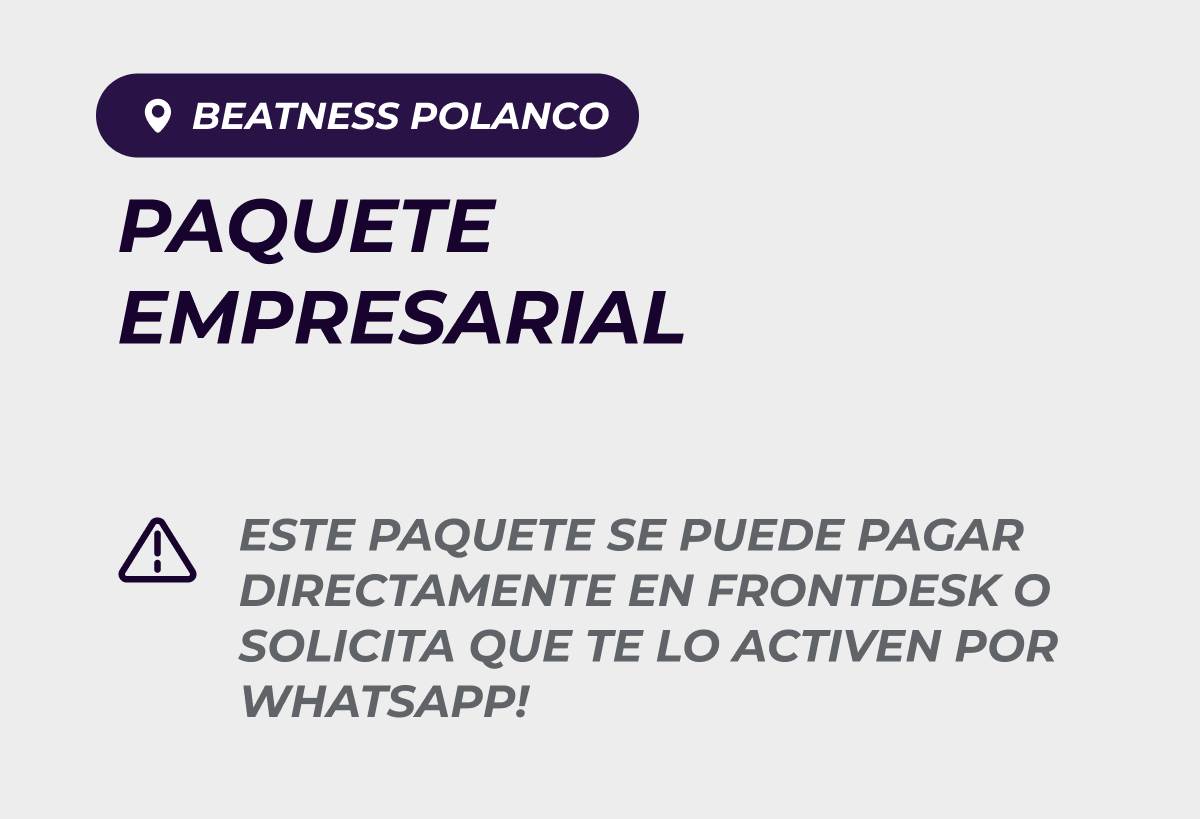 BEATNESS POLANCO
PAQUETE
EMPRESARIAL
ESTE PAQUETE SE PUEDE PAGAR
DIRECTAMENTE EN FRONTDESK O
SOLICITA QUE TE LO ACTIVEN POR
WHATSAPP!